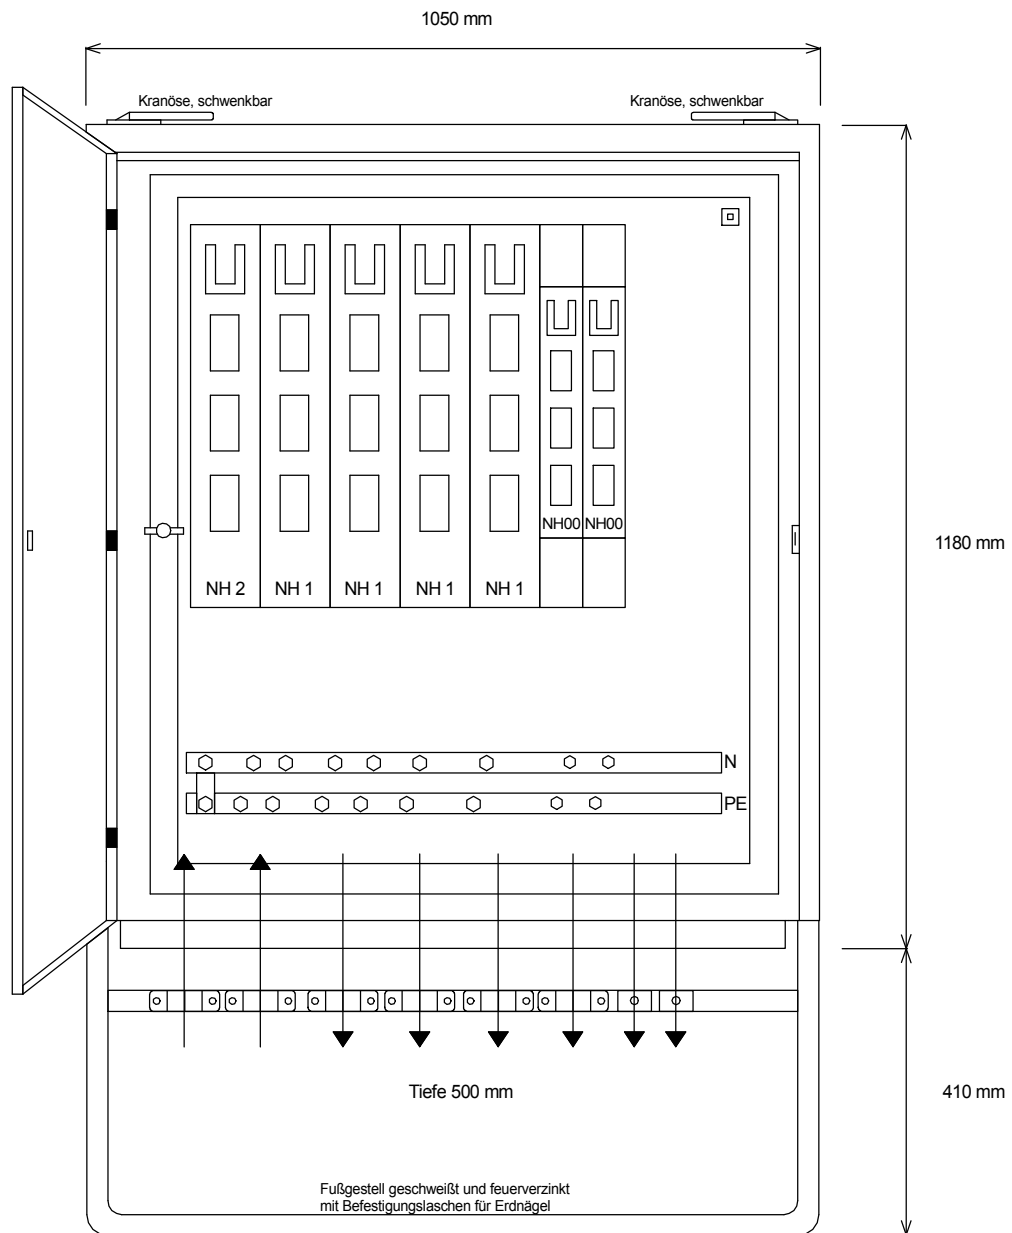 1050 mm
Kranöse, schwenkbar
Kranöse, schwenkbar
NH00
NH00
1180 mm
NH 2
NH 1
NH 1
NH 1
NH 1
N
PE
Tiefe 500 mm
410 mm
Fußgestell geschweißt und feuerverzinkt
mit Befestigungslaschen für Erdnägel